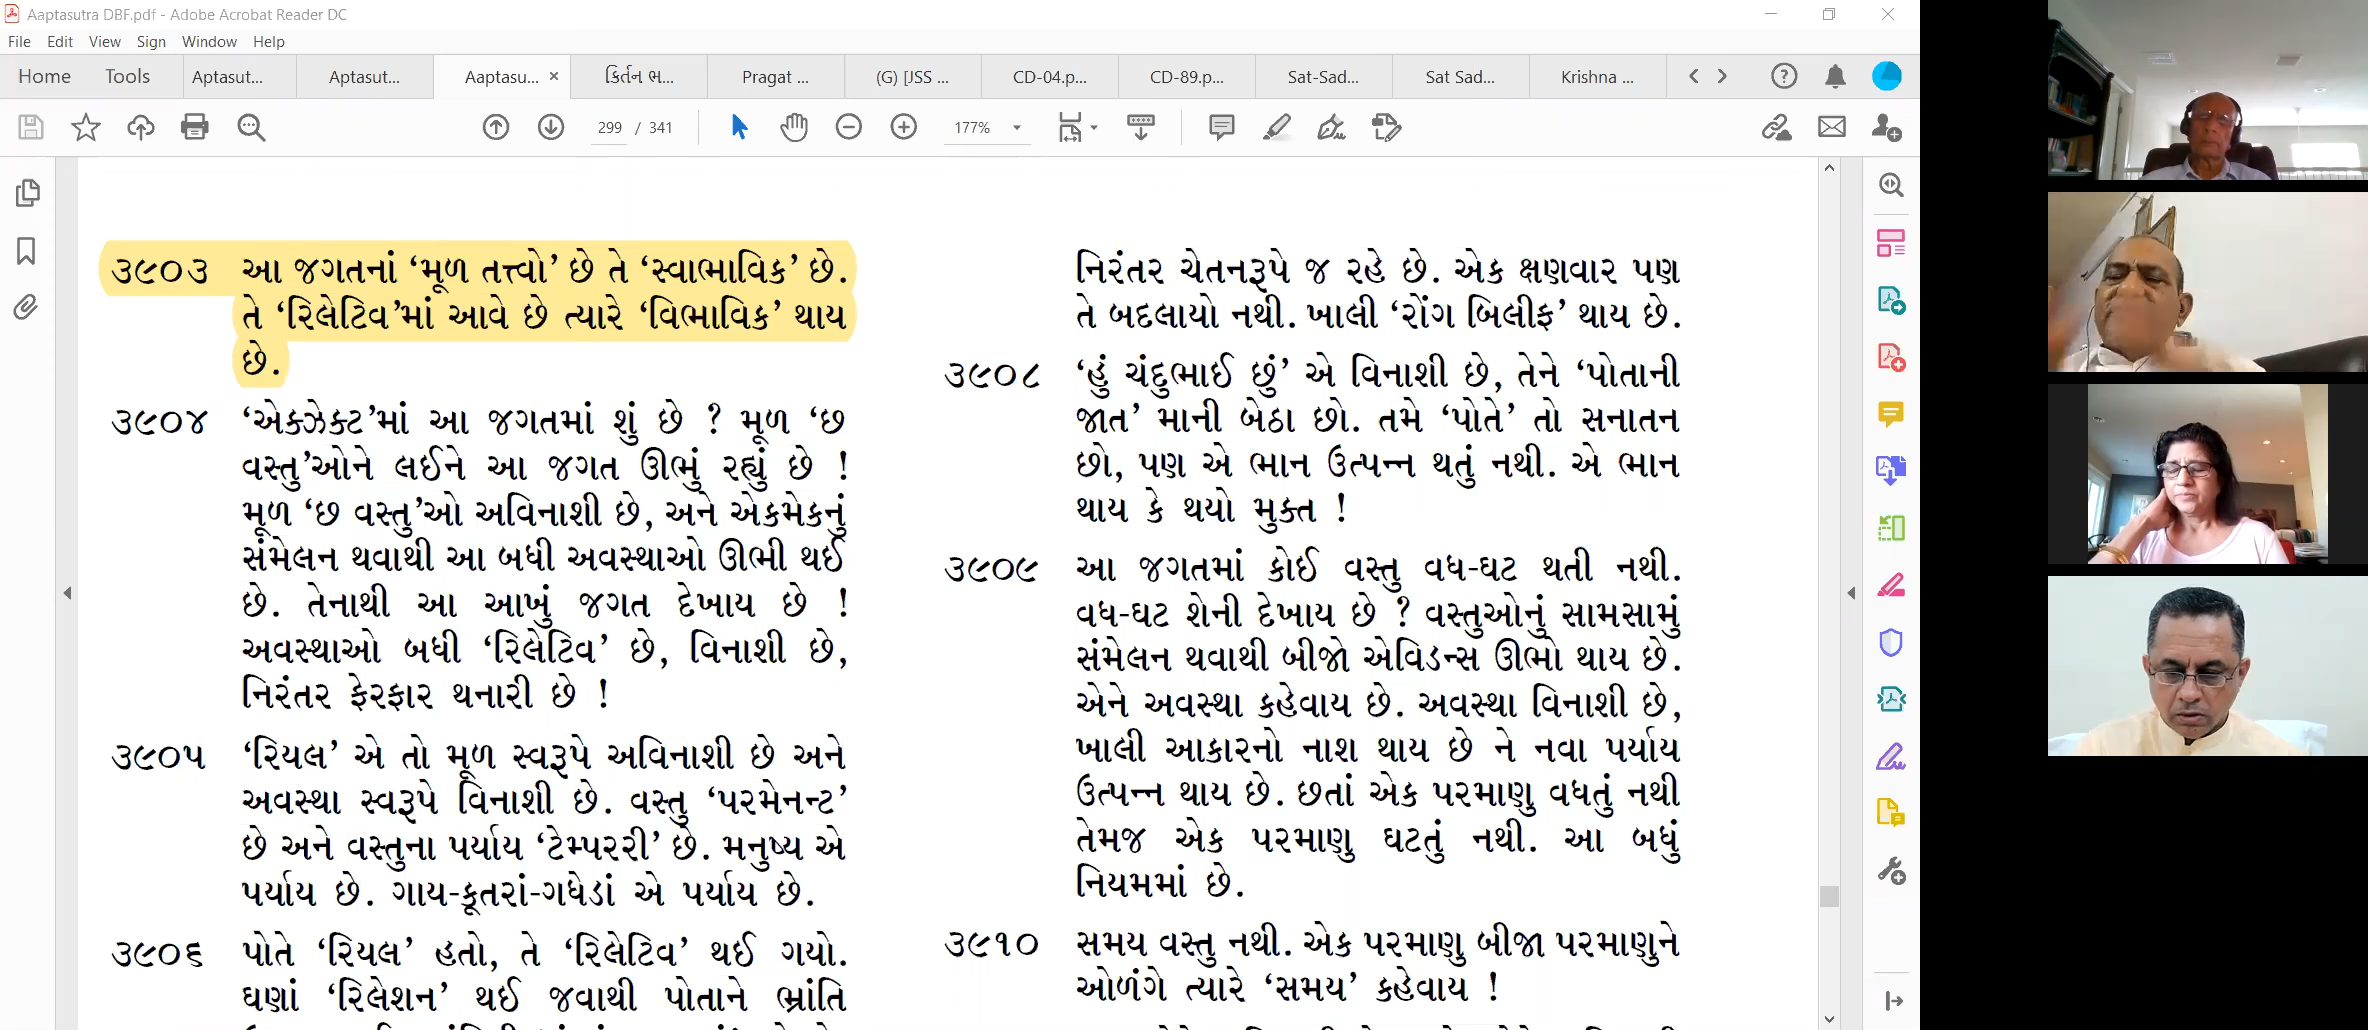 Aaptasutra DBF.pdf - Adobe Acrobat Reader DC
File Edit View Sign Window Help
Home Tools Aptasut... Aptasut... Aaptasu... × કિર્તન ભ... Pragat ... (G) [JSS ... CD-04.p... CD-89.p... Sat-Sad... Sat Sad... Krishna ...
299 / 341 177%
૩૯૦૩ આ જગતનાં ‘મૂળ તત્ત્વો’ છે તે ‘સ્વાભાવિક’ છે.
તે ‘રિલેટિવ’માં આવે છે ત્યારે ‘વિભાવિક’ થાય
છે.
૩૯૦૪ ‘એક્ઝેક્ટ’માં આ જગતમાં શું છે ? મૂળ ‘છ
વસ્તુ’ઓને લઈને આ જગત ઊભું રહ્યું છે !
મૂળ ‘છ વસ્તુ’ઓ અવિનાશી છે, અને એકમેકનું
સંમેલન થવાથી આ બધી અવસ્થાઓ ઊભી થઈ
છે. તેનાથી આ આખું જગત દેખાય છે !
અવસ્થાઓ બધી ‘રિલેટિવ’ છે, વિનાશી છે,
નિરંતર ફેરફાર થનારી છે !
૩૯૦૫ ‘રિયલ’ એ તો મૂળ સ્વરૂપે અવિનાશી છે અને
અવસ્થા સ્વરૂપે વિનાશી છે. વસ્તુ ‘પરમેનન્ટ’
છે અને વસ્તુના પર્યાય ‘ટેમ્પરરી’ છે. મનુષ્ય એ
પર્યાય છે. ગાય-કૂતરાં-ગધેડાં એ પર્યાય છે.
૩૯૦૬ પોતે ‘રિયલ’ હતો, તે ‘રિલેટિવ’ થઈ ગયો.
ઘણાં ‘રિલેશન’ થઈ જવાથી પોતાને ભ્રાંતિ
નિરંતર ચેતનરૂપે જ રહે છે. એક ક્ષણવાર પણ
તે બદલાયો નથી. ખાલી ‘રોંગ બિલીફ’ થાય છે.
૩૯૦૮ ‘હું ચંદુભાઈ છું’ એ વિનાશી છે, તેને ‘પોતાની
જાત’ માની બેઠા છો. તમે ‘પોતે’ તો સનાતન
છો, પણ એ ભાન ઉત્પન્ન થતું નથી. એ ભાન
થાય કે થયો મુક્ત !
૩૯૦૯ આ જગતમાં કોઈ વસ્તુ વધ-ઘટ થતી નથી.
વધ-ઘટ શેની દેખાય છે ? વસ્તુઓનું સામસામું
સંમેલન થવાથી બીજો એવિડન્સ ઊભો થાય છે.
એને અવસ્થા કહેવાય છે. અવસ્થા વિનાશી છે,
ખાલી આકારનો નાશ થાય છે ને નવા પર્યાય
ઉત્પન્ન થાય છે. છતાં એક પરમાણુ વધતું નથી
તેમજ એક પરમાણુ ઘટતું નથી. આ બધું
નિયમમાં છે.
૩૯૧૦ સમય વસ્તુ નથી. એક પરમાણુ બીજા પરમાણુને
ઓળંગે ત્યારે ‘સમય’ કહેવાય !